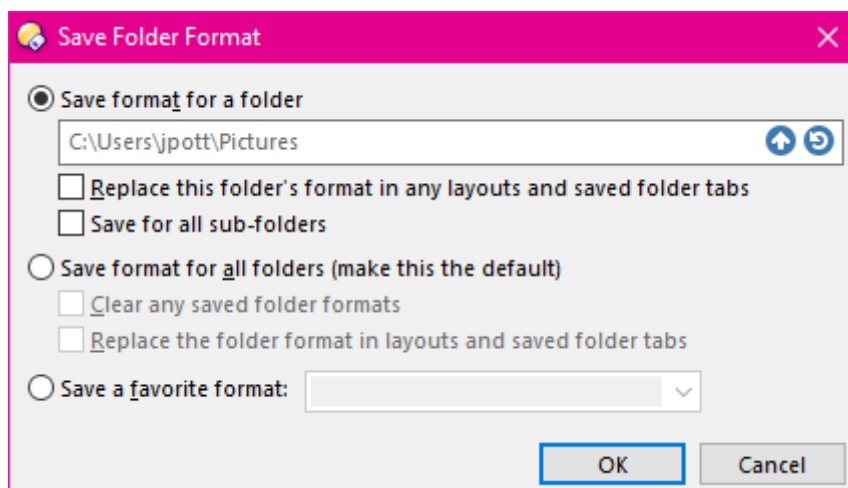 Save Folder Format
Save format for a folder
C:\Users\jpott\Pictures
Replace this folder's format in any layouts and saved folder tabs
Save for all sub-folders
Save format for all folders (make this the default)
Clear any saved folder formats
Replace the folder format in layouts and saved folder tabs
Save a favorite format:
OK Cancel